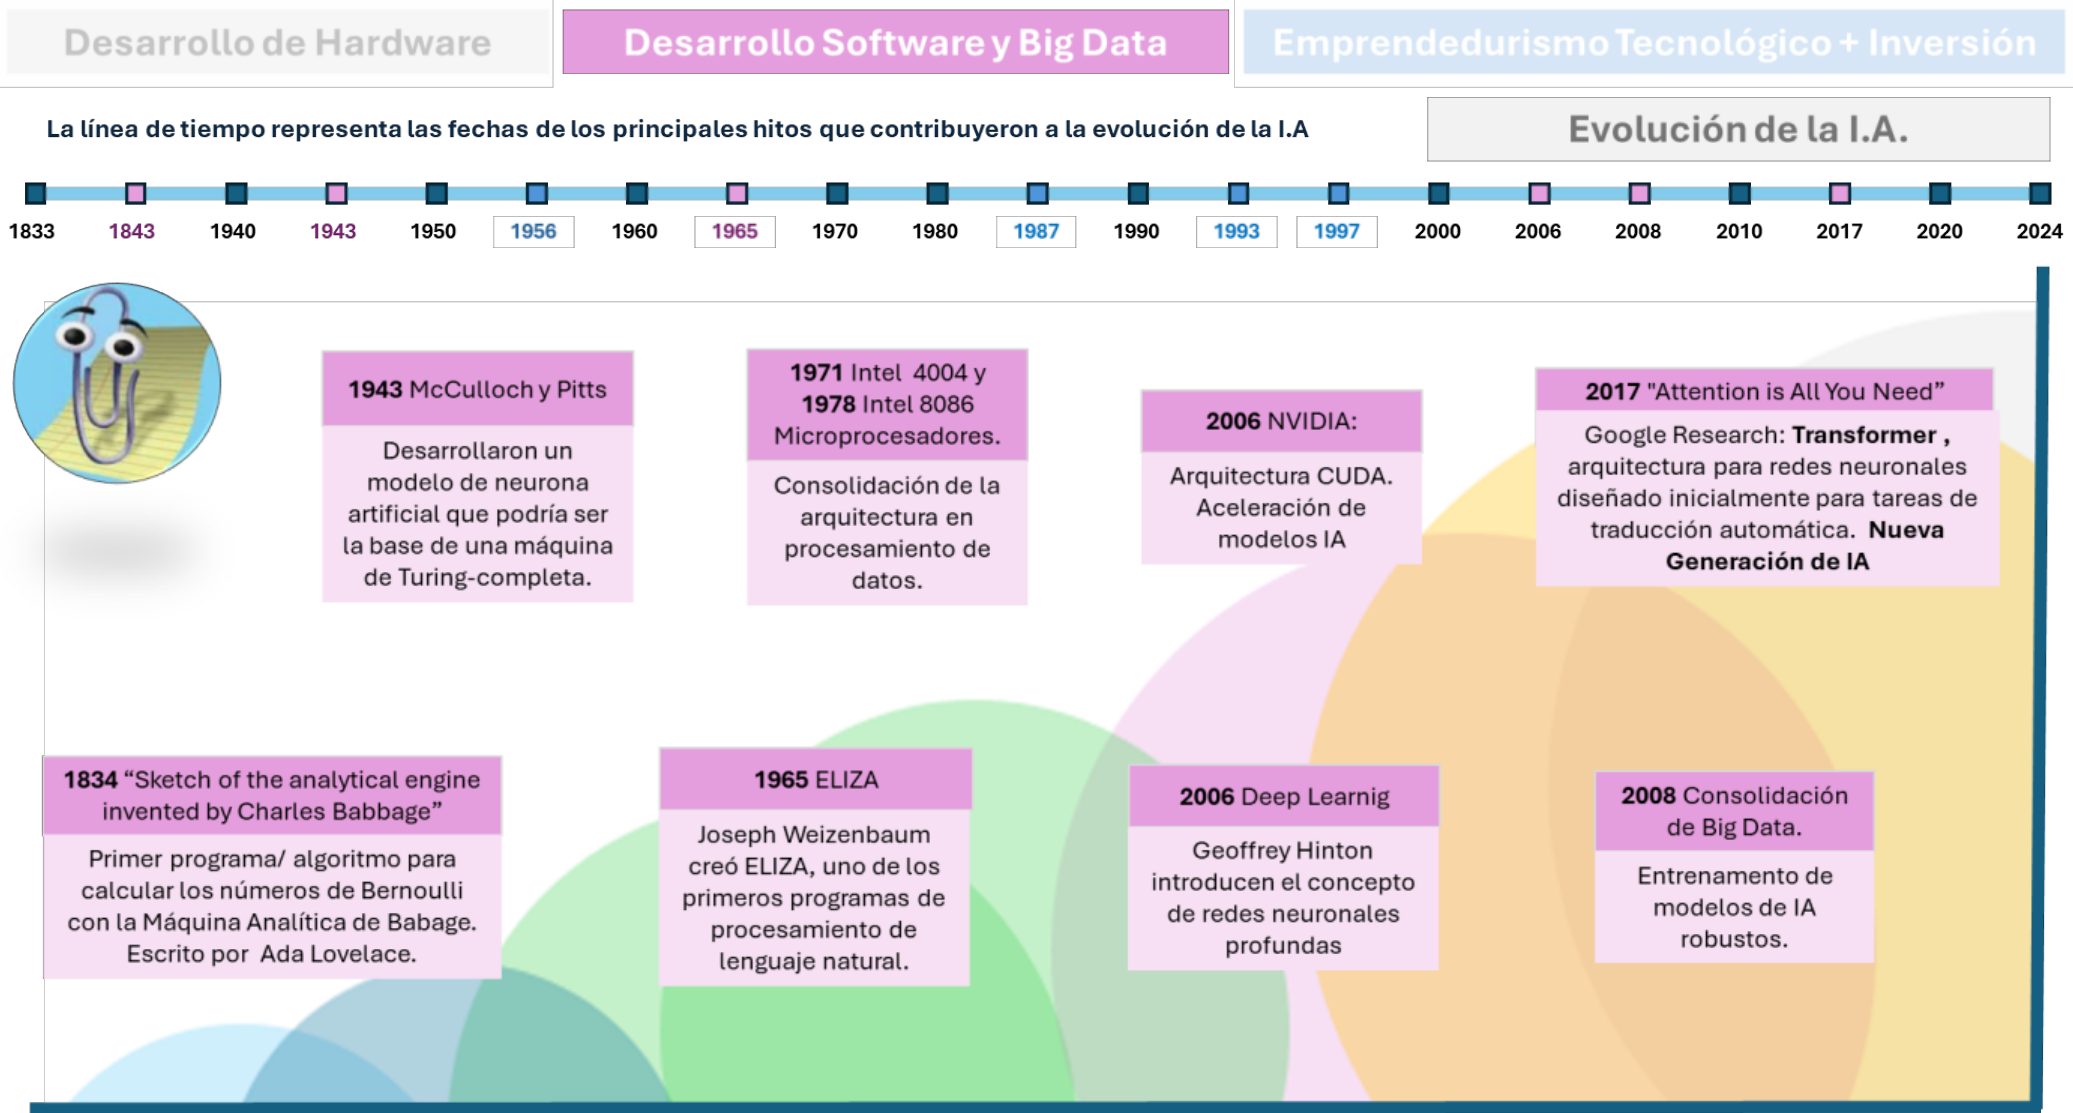 Desarrollo de Hardware
Desarrollo Software y Big Data
Emprendedurismo Tecnológico + Inversión
La línea de tiempo representa las fechas de los principales hitos que contribuyeron a la evolución de la I.A
Evolución de la I.A.
1833 1843 1940 1943 1950 1956 1960 1965 1970 1980 1987 1990 1993 1997 2000 2006 2008 2010 2017 2020 2024
1943 McCulloch y Pitts
Desarrollaron un
modelo de neurona
artificial que podría ser
la base de una máquina
de Turing-completa.
1971 Intel 4004 y
1978 Intel 8086
Microprocesadores.
Consolidación de la
arquitectura en
procesamiento de
datos.
2006 NVIDIA:
Arquitectura CUDA.
Aceleración de
modelos IA
2017 "Attention is All You Need”
Google Research: Transformer ,
arquitectura para redes neuronales
diseñado inicialmente para tareas de
traducción automática. Nueva
Generación de IA
1834 “Sketch of the analytical engine
invented by Charles Babbage”
Primer programa/ algoritmo para
calcular los números de Bernoulli
con la Máquina Analítica de Babage.
Escrito por Ada Lovelace.
1965 ELIZA
Joseph Weizenbaum
creó ELIZA, uno de los
primeros programas de
procesamiento de
lenguaje natural.
2006 Deep Learnig
Geoffrey Hinton
introducen el concepto
de redes neuronales
profundas
2008 Consolidación
de Big Data.
Entrenamento de
modelos de IA
robustos.